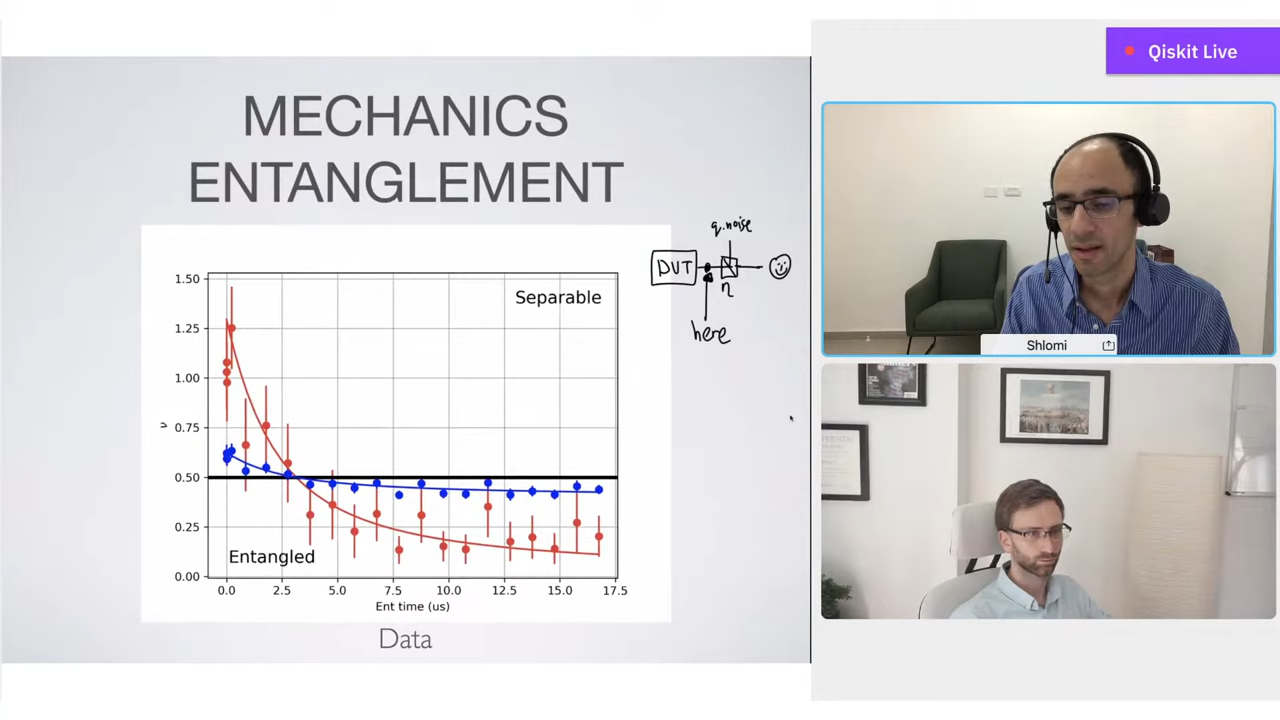 MECHANICS
ENTANGLEMENT
Qiskit Live
q.noise
DUT
η
here
1.50
1.25
1.00
0.75
0.50
0.25
0.00
ν
Separable
Entangled
0.0 2.5 5.0 7.5 10.0 12.5 15.0 17.5
Ent time (us)
Data
Shlomi